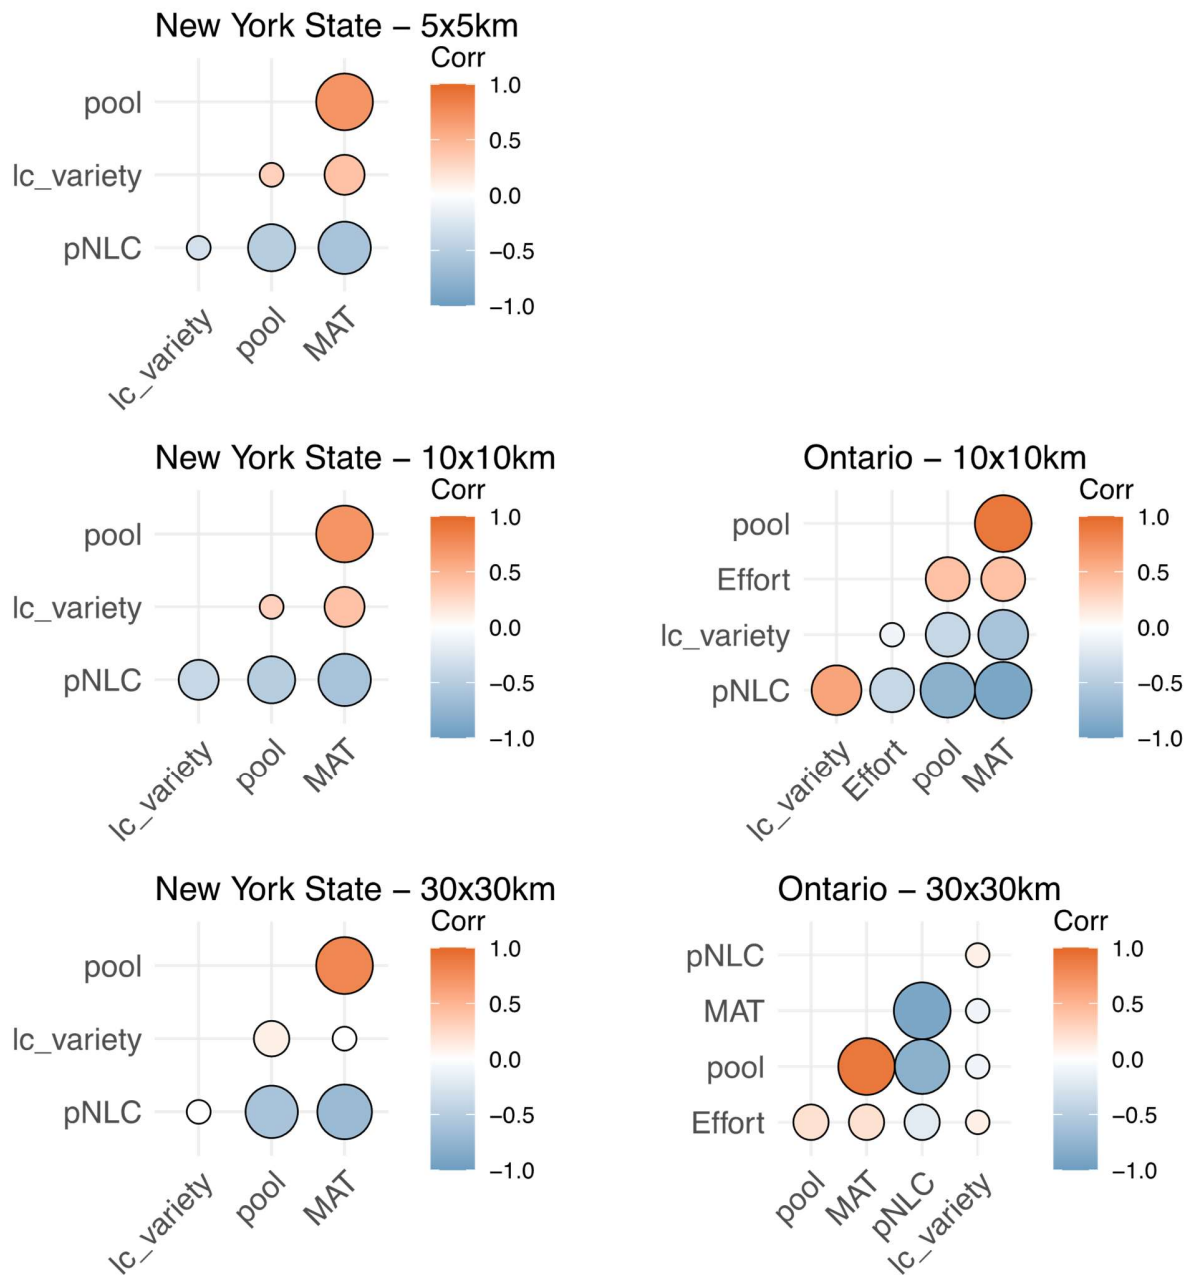 New York State – 5x5km
Corr
pool
lc_variety
pNLC
lc_variety
pool
MAT
1.0
0.5
0.0
−0.5
−1.0
New York State – 10x10km
Corr
pool
lc_variety
pNLC
lc_variety
pool
MAT
1.0
0.5
0.0
−0.5
−1.0
Ontario – 10x10km
Corr
pool
Effort
lc_variety
pNLC
lc_variety
Effort
pool
MAT
1.0
0.5
0.0
−0.5
−1.0
New York State – 30x30km
Corr
pool
lc_variety
pNLC
lc_variety
pool
MAT
1.0
0.5
0.0
−0.5
−1.0
Ontario – 30x30km
Corr
pNLC
MAT
pool
Effort
pool
MAT
pNLC
lc_variety
1.0
0.5
0.0
−0.5
−1.0